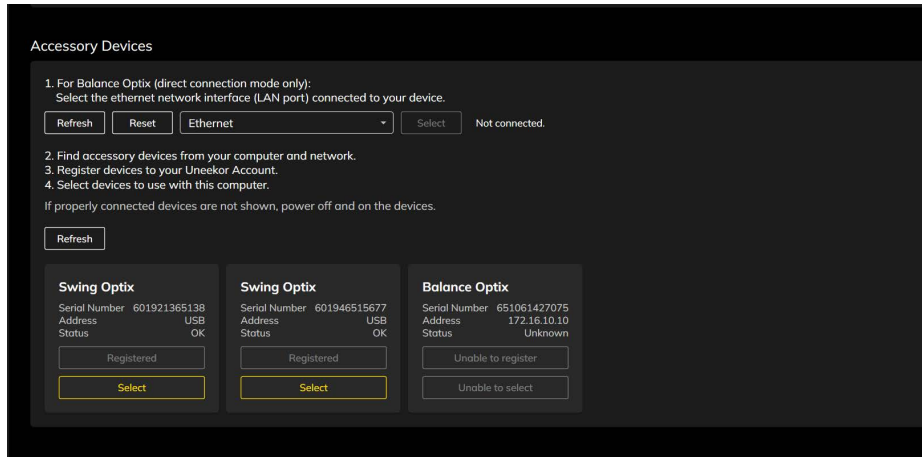 Accessory Devices
1. For Balance Optix (direct connection mode only):
Select the ethernet network interface (LAN port) connected to your device.
Refresh Reset Ethernet Select Not connected.
2. Find accessory devices from your computer and network.
3. Register devices to your Uneekor Account.
4. Select devices to use with this computer.
If properly connected devices are not shown, power off and on the devices.
Refresh
Swing Optix
Serial Number 601921365138
Address USB
Status OK
Registered
Select
Swing Optix
Serial Number 601946515677
Address USB
Status OK
Registered
Select
Balance Optix
Serial Number 651061427075
Address 172.16.10.10
Status Unknown
Unable to register
Unable to select